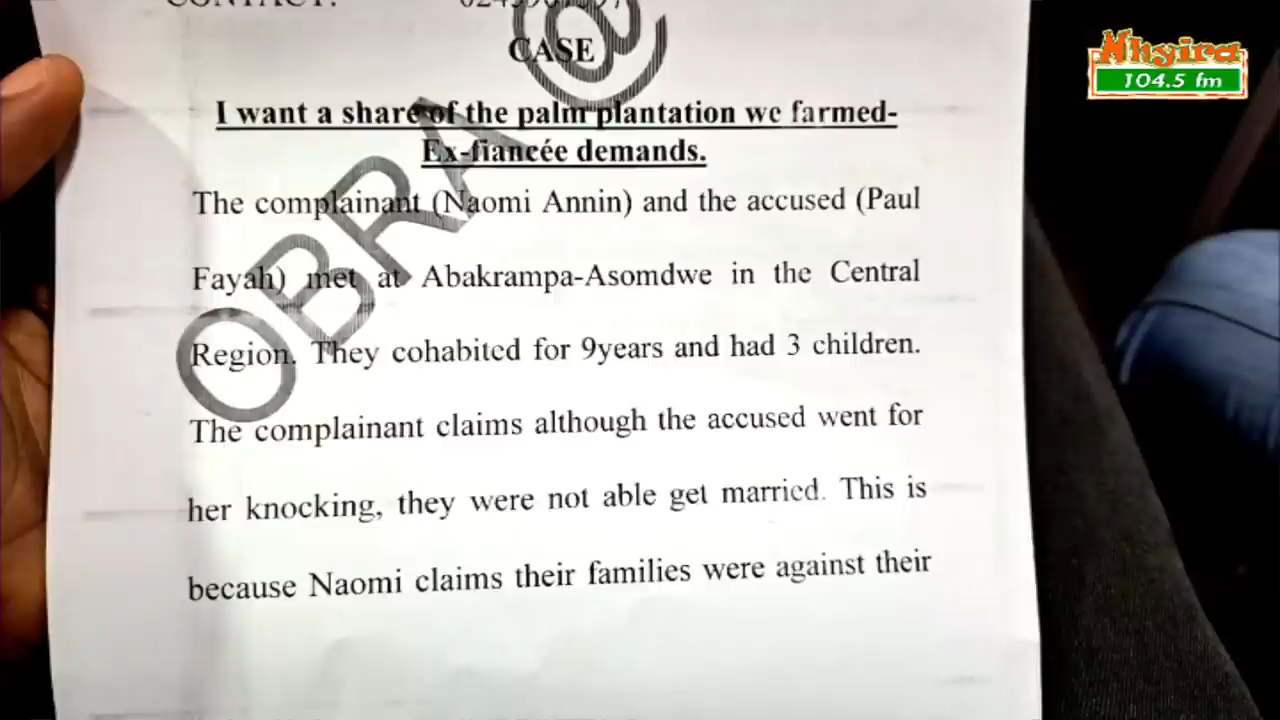 CONTACT:
CASE
I want a share of the palm plantation we farmed-
Ex-fiancée demands.
The complainant (Naomi Annin) and the accused (Paul
Fayah) met at Abakrampa-Asomdwe in the Central
Region. They cohabited for 9years and had 3 children.
The complainant claims although the accused went for
her knocking, they were not able get married. This is
because Naomi claims their families were against their
OBRA @
Nhyira
104.5 fm